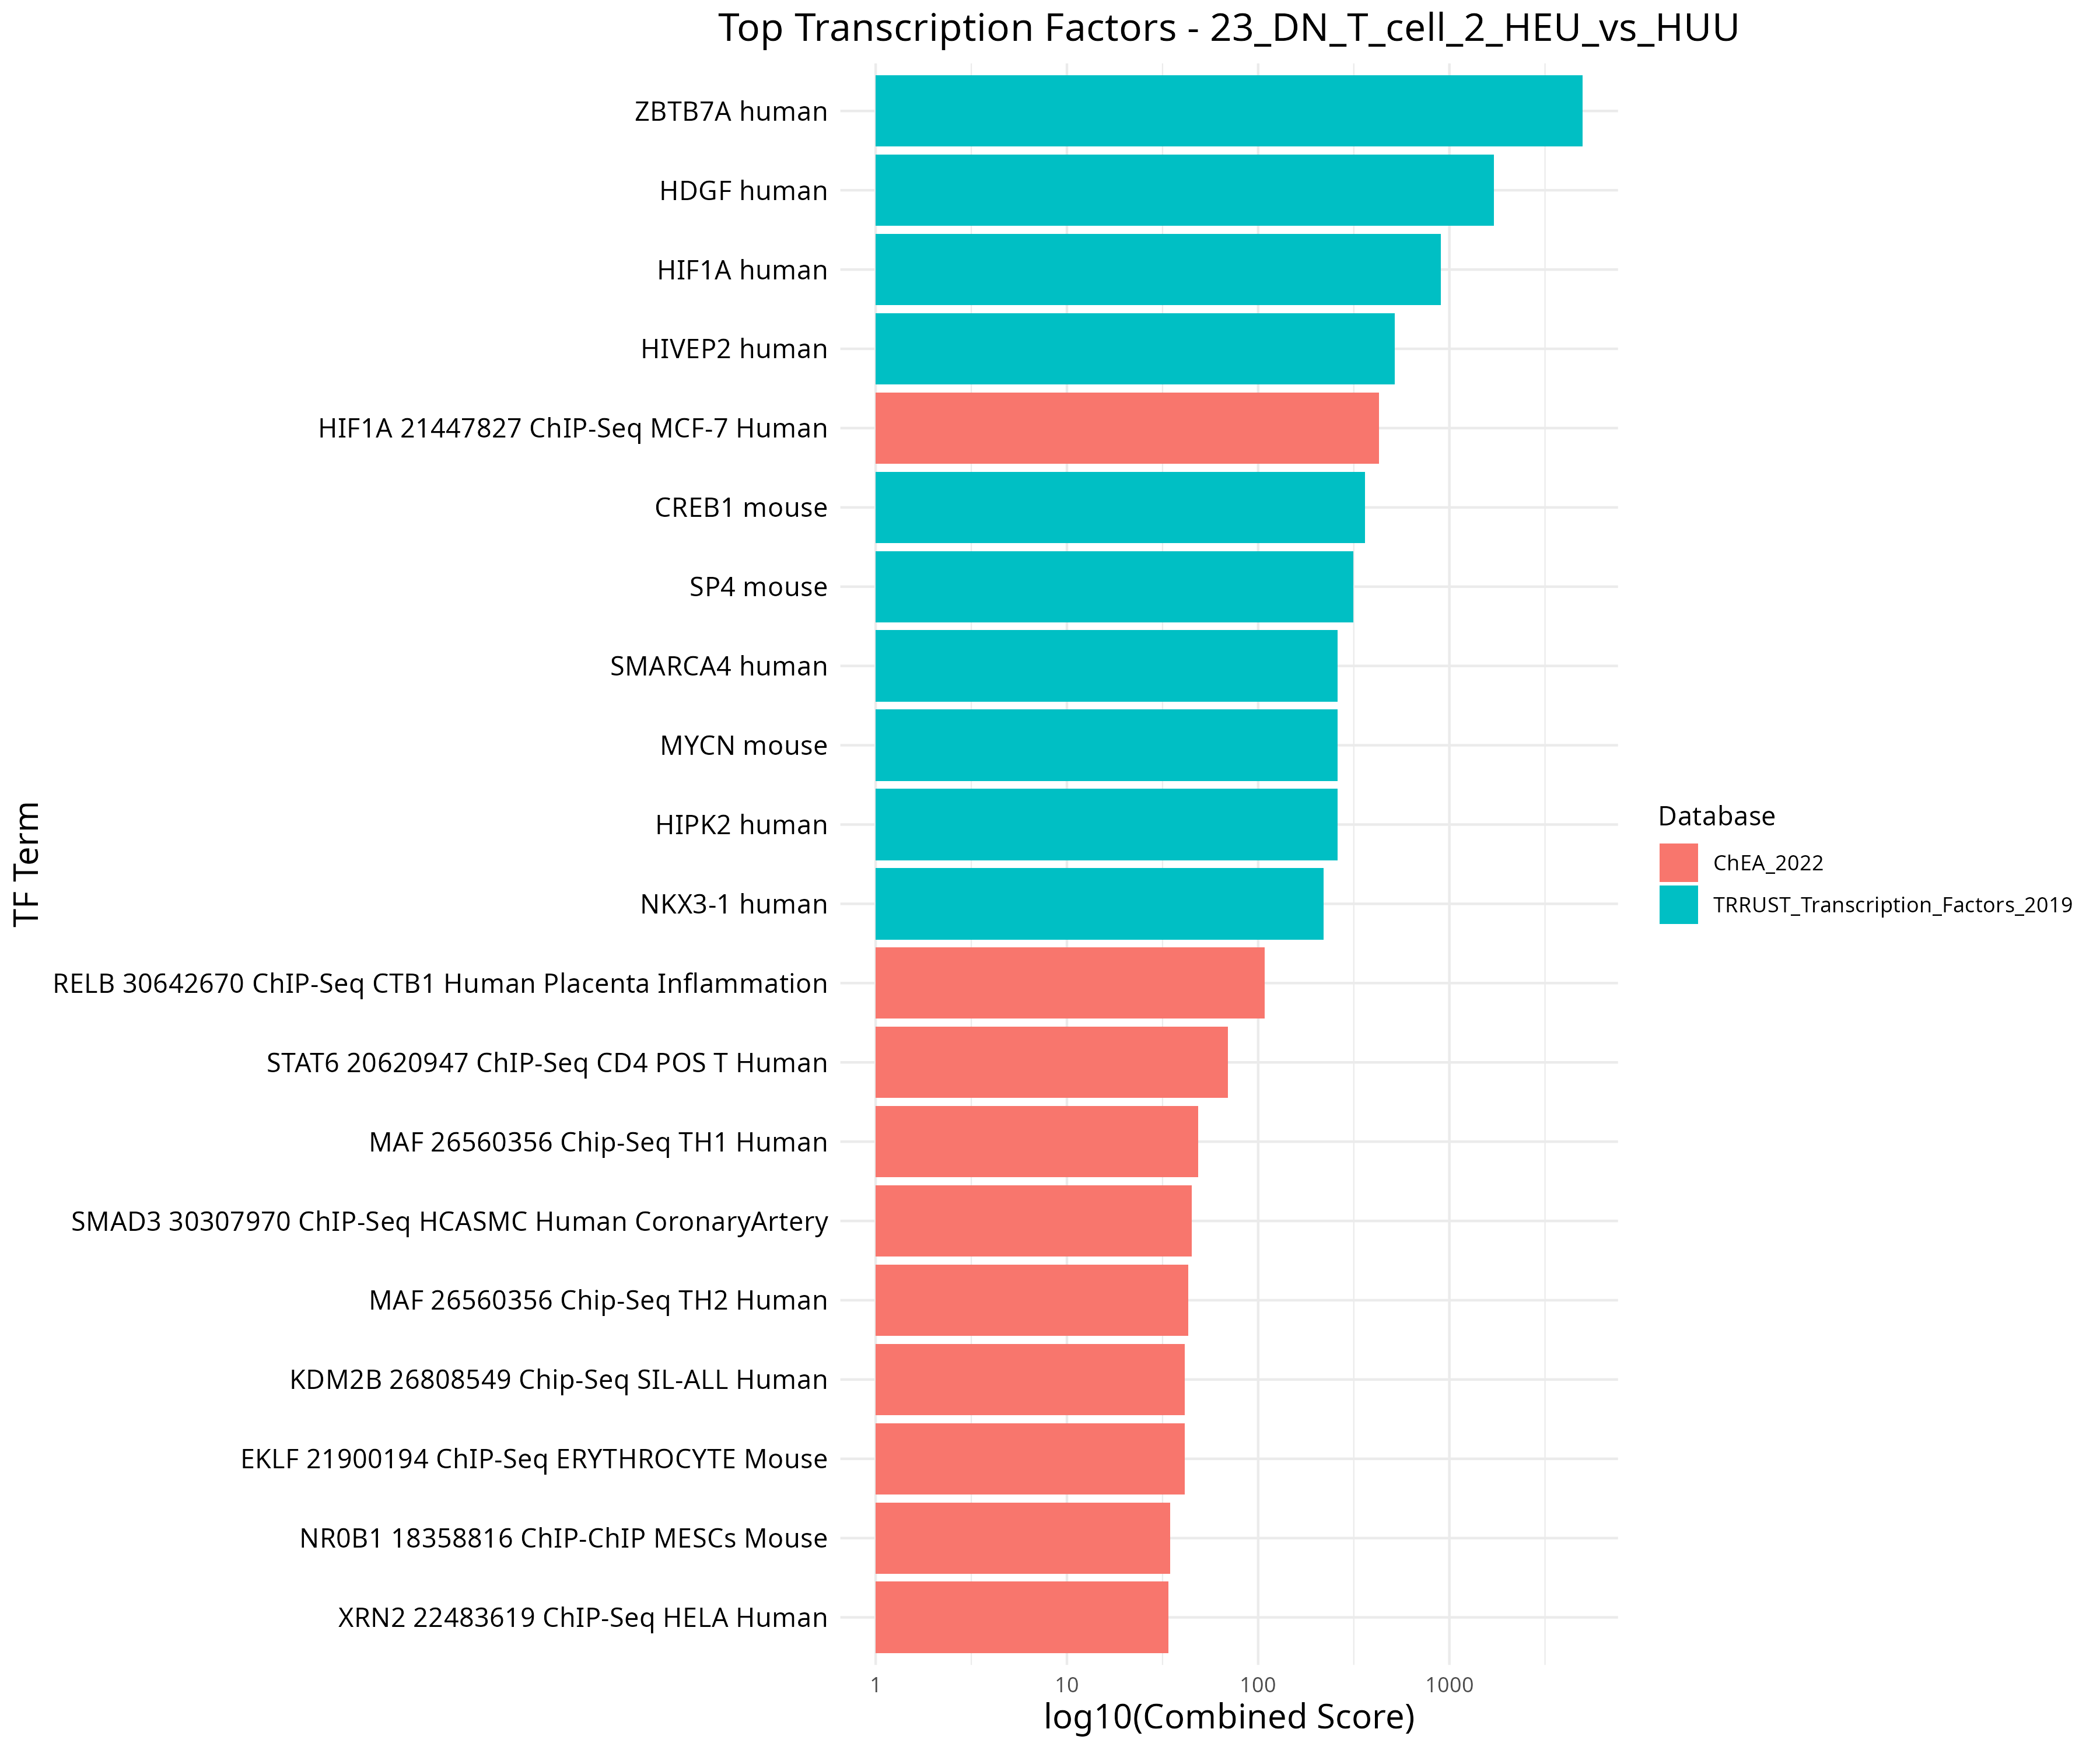 Top Transcription Factors - 23_DN_T_cell_2_HEU_vs_HUU
TF Term
ZBTB7A human
HDGF human
HIF1A human
HIVEP2 human
HIF1A 21447827 ChIP-Seq MCF-7 Human
CREB1 mouse
SP4 mouse
SMARCA4 human
MYCN mouse
HIPK2 human
NKX3-1 human
RELB 30642670 ChIP-Seq CTB1 Human Placenta Inflammation
STAT6 20620947 ChIP-Seq CD4 POS T Human
MAF 26560356 Chip-Seq TH1 Human
SMAD3 30307970 ChIP-Seq HCASMC Human CoronaryArtery
MAF 26560356 Chip-Seq TH2 Human
KDM2B 26808549 Chip-Seq SIL-ALL Human
EKLF 21900194 ChIP-Seq ERYTHROCYTE Mouse
NR0B1 18358816 ChIP-ChIP MESCs Mouse
XRN2 22483619 ChIP-Seq HELA Human
1 10 100 1000
log10(Combined Score)
Database
ChEA_2022
TRRUST_Transcription_Factors_2019